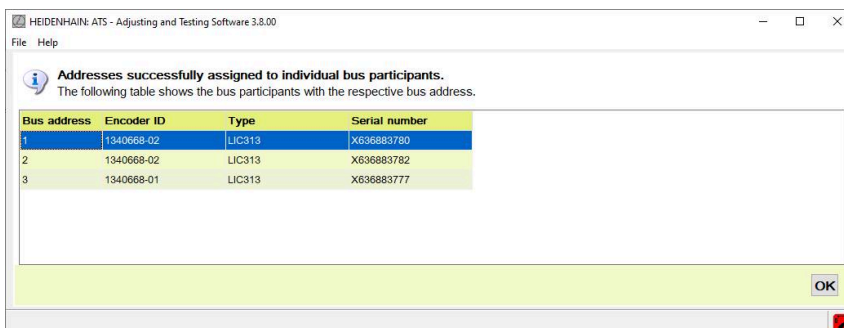 HEIDENHAIN: ATS - Adjusting and Testing Software 3.8.00
File Help
Addresses successfully assigned to individual bus participants.
The following table shows the bus participants with the respective bus address.
Bus address Encoder ID Type Serial number
1 1340668-02 LIC313 X636883780
2 1340668-02 LIC313 X636883782
3 1340668-01 LIC313 X636883777
OK